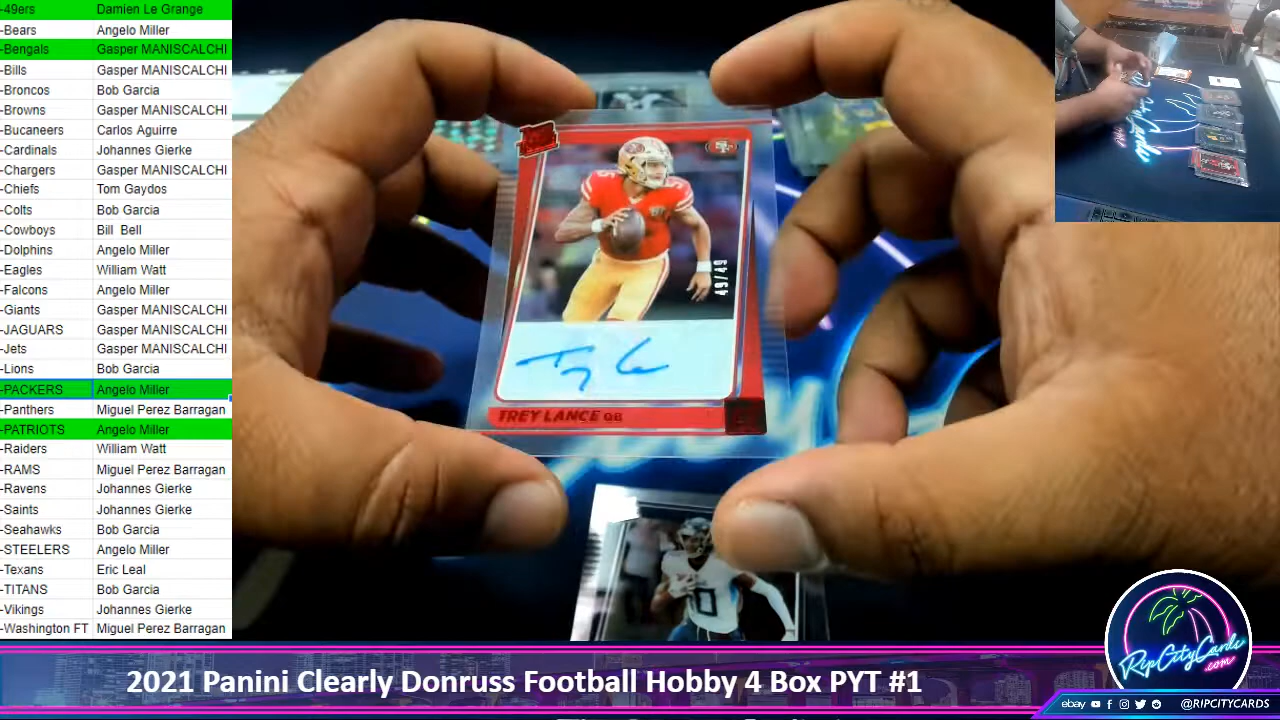 -49ers Damien Le Grange
-Bears Angelo Miller
-Bengals Gasper MANISCALCHI
-Bills Gasper MANISCALCHI
-Broncos Bob Garcia
-Browns Gasper MANISCALCHI
-Bucaneers Carlos Aguirre
-Cardinals Johannes Gierke
-Chargers Gasper MANISCALCHI
-Chiefs Tom Gaydos
-Colts Bob Garcia
-Cowboys Bill Bell
-Dolphins Angelo Miller
-Eagles William Watt
-Falcons Angelo Miller
-Giants Gasper MANISCALCHI
-JAGUARS Gasper MANISCALCHI
-Jets Gasper MANISCALCHI
-Lions Bob Garcia
-PACKERS Angelo Miller
-Panthers Miguel Perez Barragan
-PATRIOTS Angelo Miller
-Raiders William Watt
-RAMS Miguel Perez Barragan
-Ravens Johannes Gierke
-Saints Johannes Gierke
-Seahawks Bob Garcia
-STEELERS Angelo Miller
-Texans Eric Leal
-TITANS Bob Garcia
-Vikings Johannes Gierke
-Washington FT Miguel Perez Barragan
49/49
TREY LANCE QB
2021 Panini Clearly Donruss Football Hobby 4 Box PYT #1
RipCityCards
.com
ebay @RIPCITYCARDS